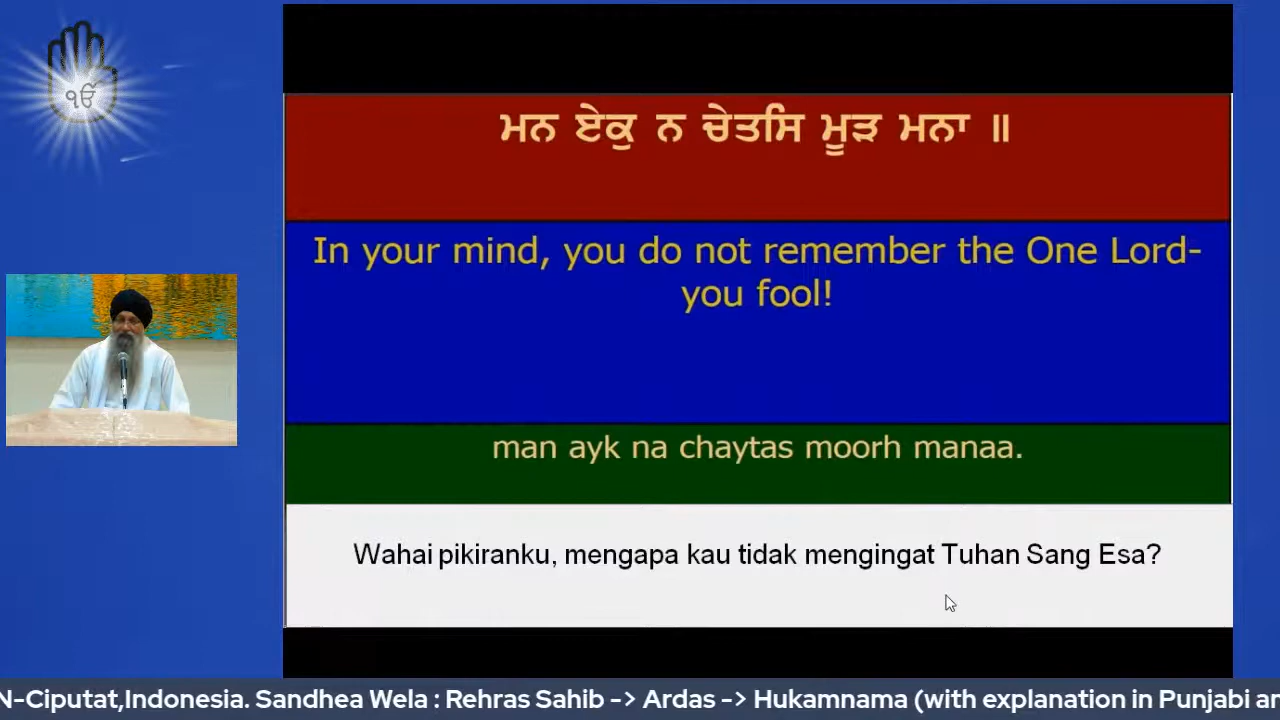 ੴ
ਮਨ ਏਕੁ ਨ ਚੇਤਸਿ ਮੂੜ ਮਨਾ ॥
In your mind, you do not remember the One Lord-
you fool!
man ayk na chaytas moorh manaa.
Wahai pikiranku, mengapa kau tidak mengingat Tuhan Sang Esa?
N-Ciputat,Indonesia. Sandhea Wela : Rehras Sahib -> Ardas -> Hukamnama (with explanation in Punjabi an